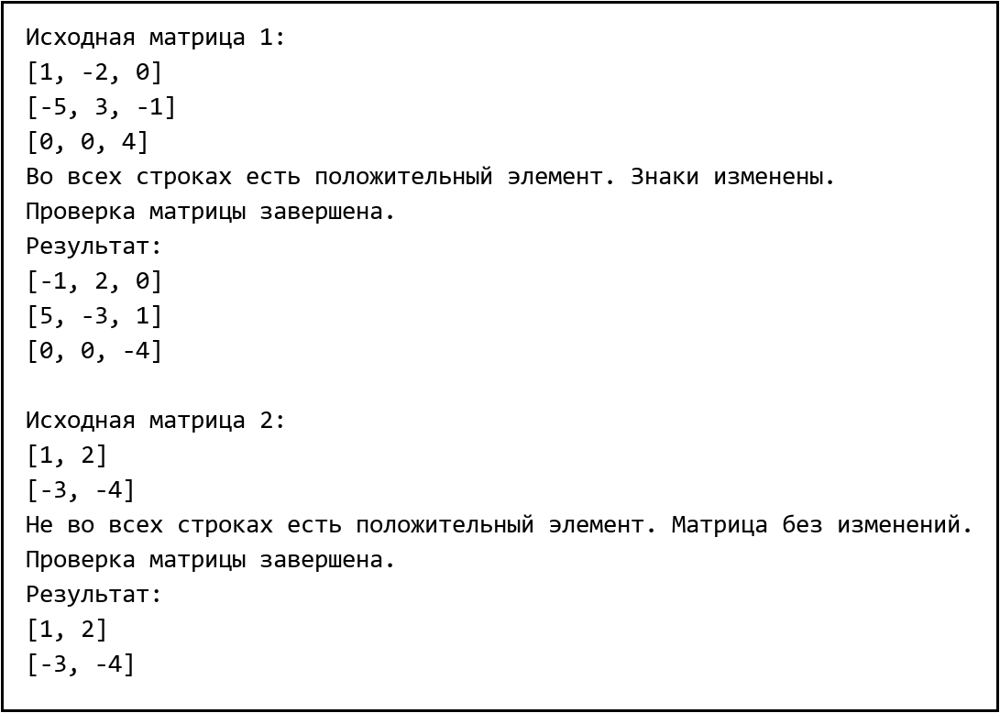 Исходная матрица 1:
[1, -2, 0]
[-5, 3, -1]
[0, 0, 4]
Во всех строках есть положительный элемент. Знаки изменены.
Проверка матрицы завершена.
Результат:
[-1, 2, 0]
[5, -3, 1]
[0, 0, -4]
Исходная матрица 2:
[1, 2]
[-3, -4]
Не во всех строках есть положительный элемент. Матрица без изменений.
Проверка матрицы завершена.
Результат:
[1, 2]
[-3, -4]